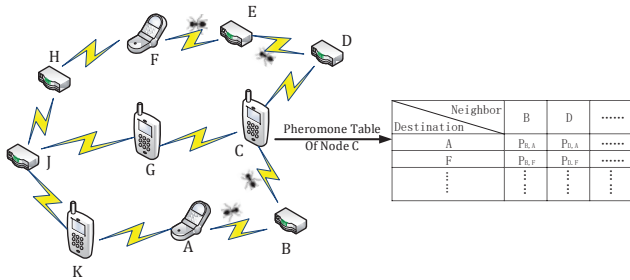 E
D
F
H
Neighbor
B D ......
Destination
Pheromone Table
Of Node C
C
A P_{B,A} P_{D,A} ......
J
G
F P_{B,F} P_{D,F} ......
B
A
K